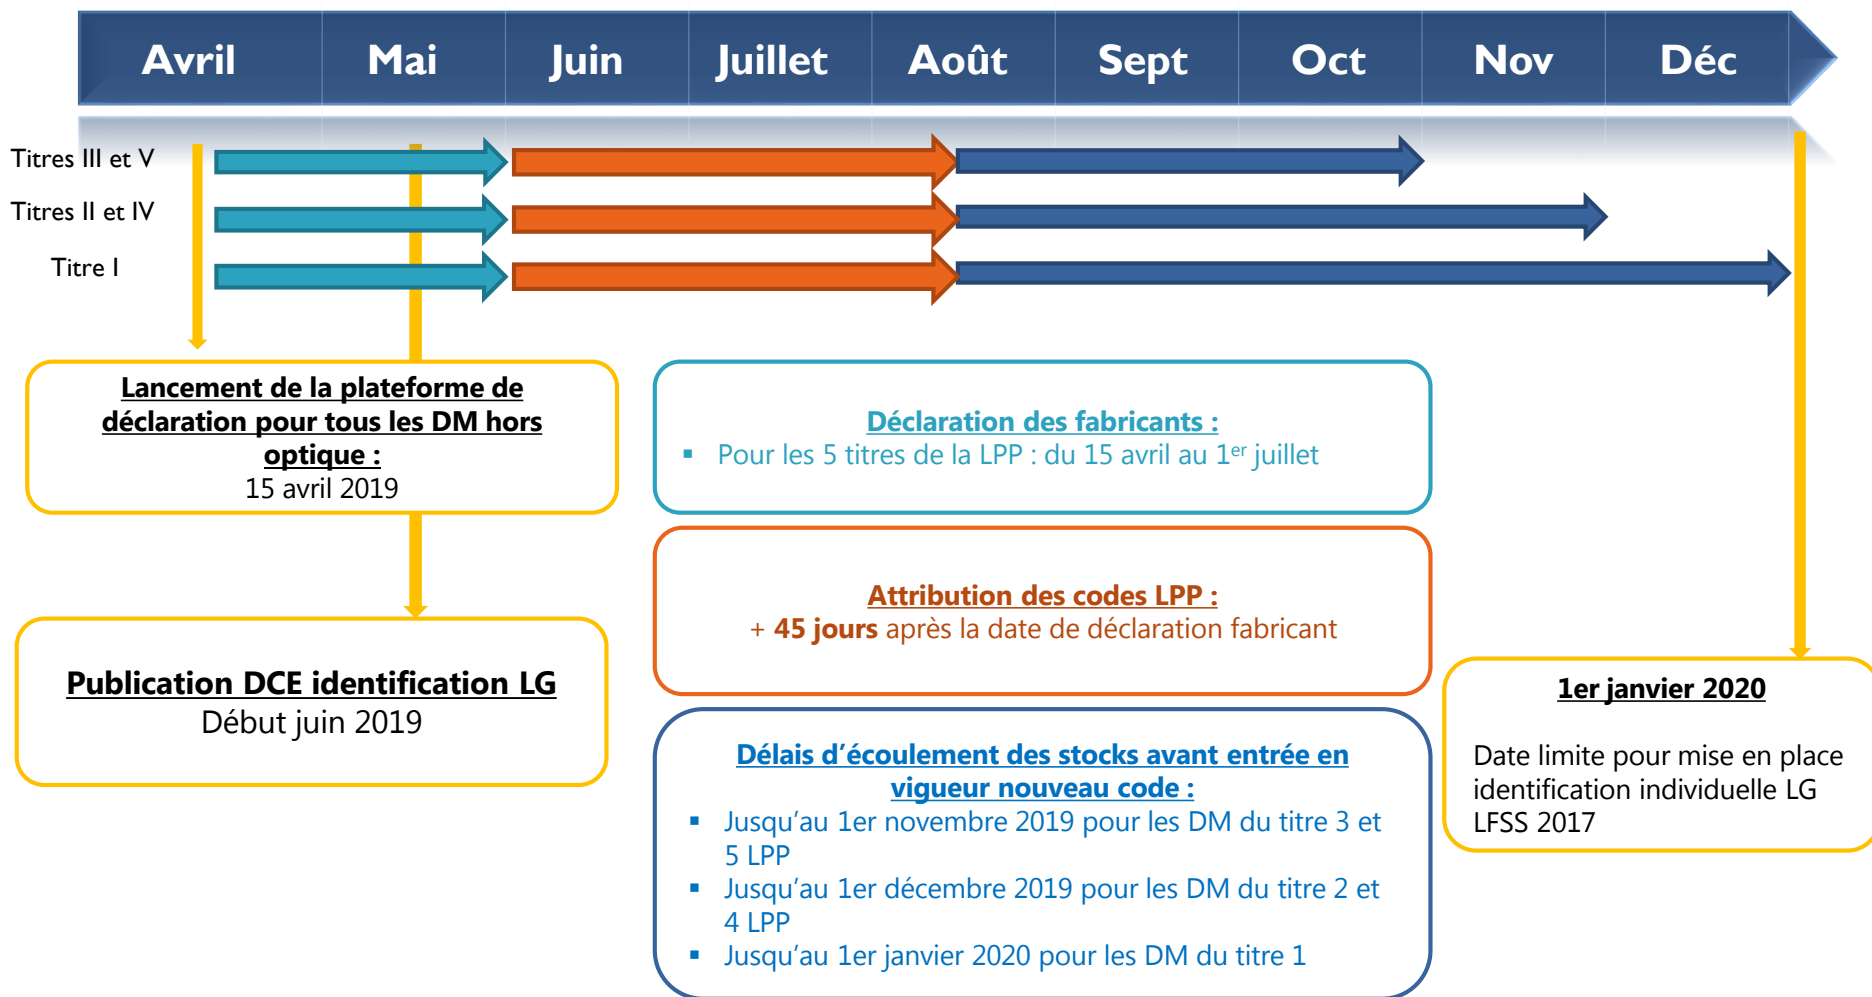 Avril Mai Juin Juillet Août Sept Oct Nov Déc
Titres III et V
Titres II et IV
Titre I
Lancement de la plateforme de
déclaration pour tous les DM hors
optique :
15 avril 2019
Publication DCE identification LG
Début juin 2019
Déclaration des fabricants :
▪ Pour les 5 titres de la LPP : du 15 avril au 1er juillet
Attribution des codes LPP :
+ 45 jours après la date de déclaration fabricant
Délais d’écoulement des stocks avant entrée en
vigueur nouveau code :
▪ Jusqu’au 1er novembre 2019 pour les DM du titre 3 et
5 LPP
▪ Jusqu’au 1er décembre 2019 pour les DM du titre 2 et
4 LPP
▪ Jusqu’au 1er janvier 2020 pour les DM du titre 1
1er janvier 2020
Date limite pour mise en place
identification individuelle LG
LFSS 2017